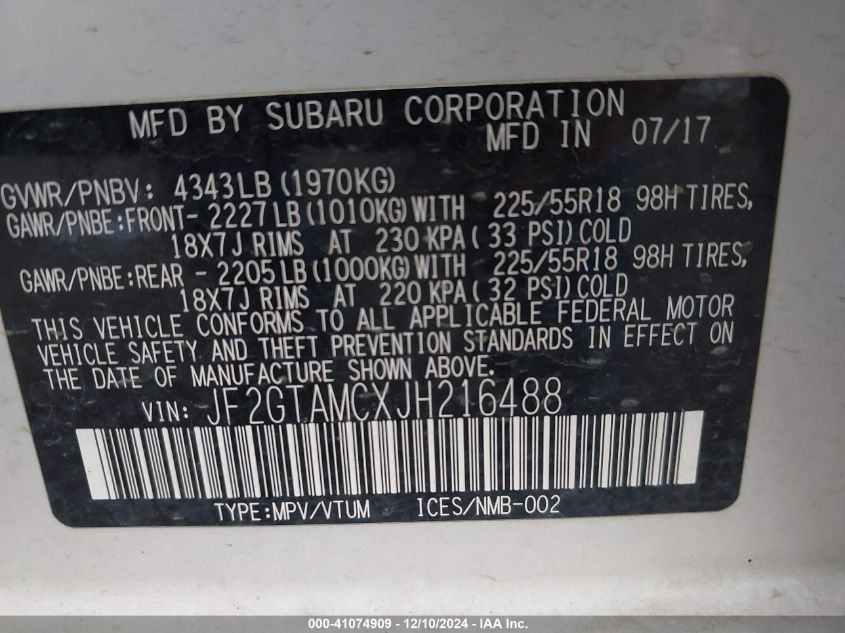 MFD BY SUBARU CORPORATION
MFD IN 07/17
GVWR/PNBV: 4343LB (1970KG)
GAWR/PNBE:FRONT- 2227LB (1010KG) WITH 225/55R18 98H TIRES,
18X7J RIMS AT 230 KPA ( 33 PSI) COLD
GAWR/PNBE:REAR - 2205LB (1000KG) WITH 225/55R18 98H TIRES,
18X7J RIMS AT 220 KPA ( 32 PSI) COLD
THIS VEHICLE CONFORMS TO ALL APPLICABLE FEDERAL MOTOR
VEHICLE SAFETY AND THEFT PREVENTION STANDARDS IN EFFECT ON
THE DATE OF MANUFACTURE SHOWN ABOVE.
VIN: JF2GTAMCXJH216488
TYPE:MPV/VTUM ICES/NMB-002
000-41074909 - 12/10/2024 - IAA Inc.